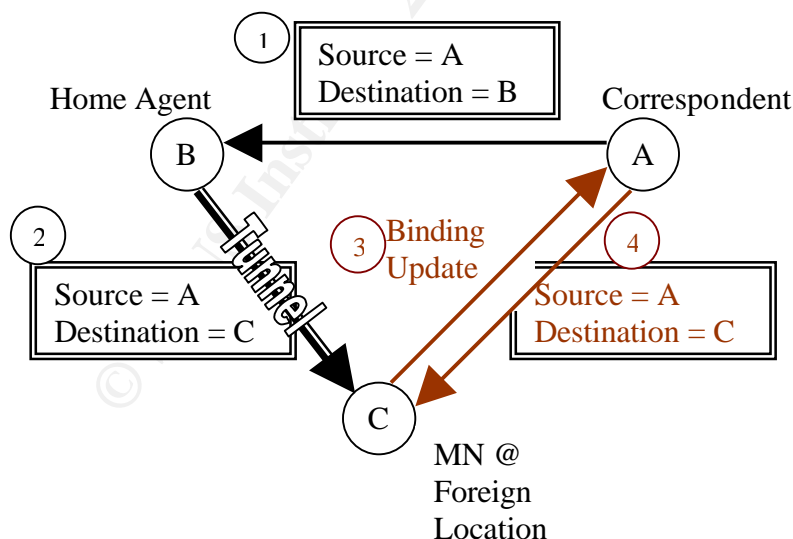 1
Source = A
Destination = B
Home Agent
Correspondent
B
A
2
Tunnel
3
Binding
Update
4
Source = A
Destination = C
Source = A
Destination = C
C
MN @
Foreign
Location